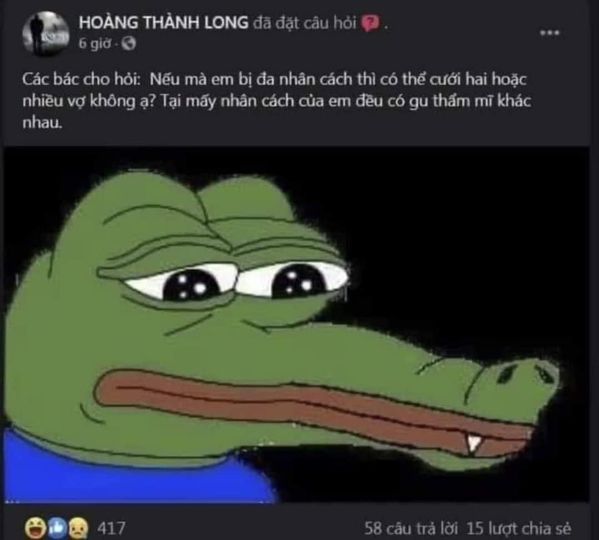 HOÀNG THÀNH LONG đã đặt câu hỏi ? .
6 giờ ·
Các bác cho hỏi: Nếu mà em bị đa nhân cách thì có thể cưới hai hoặc
nhiều vợ không ạ? Tại mấy nhân cách của em đều có gu thẩm mĩ khác
nhau.
417
58 câu trả lời 15 lượt chia sẻ